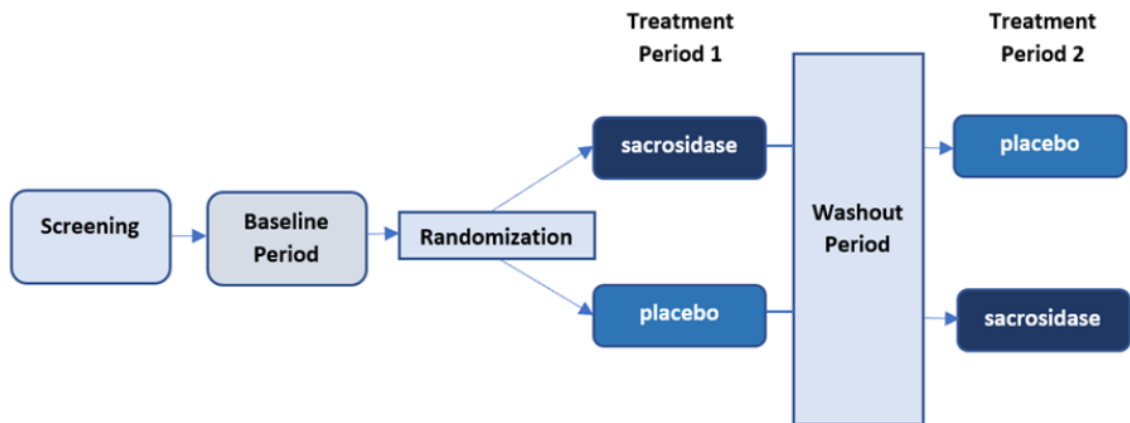 Treatment
Period 1
Treatment
Period 2
sacrosidase
placebo
Screening
Baseline
Period
Randomization
Washout
Period
placebo
sacrosidase